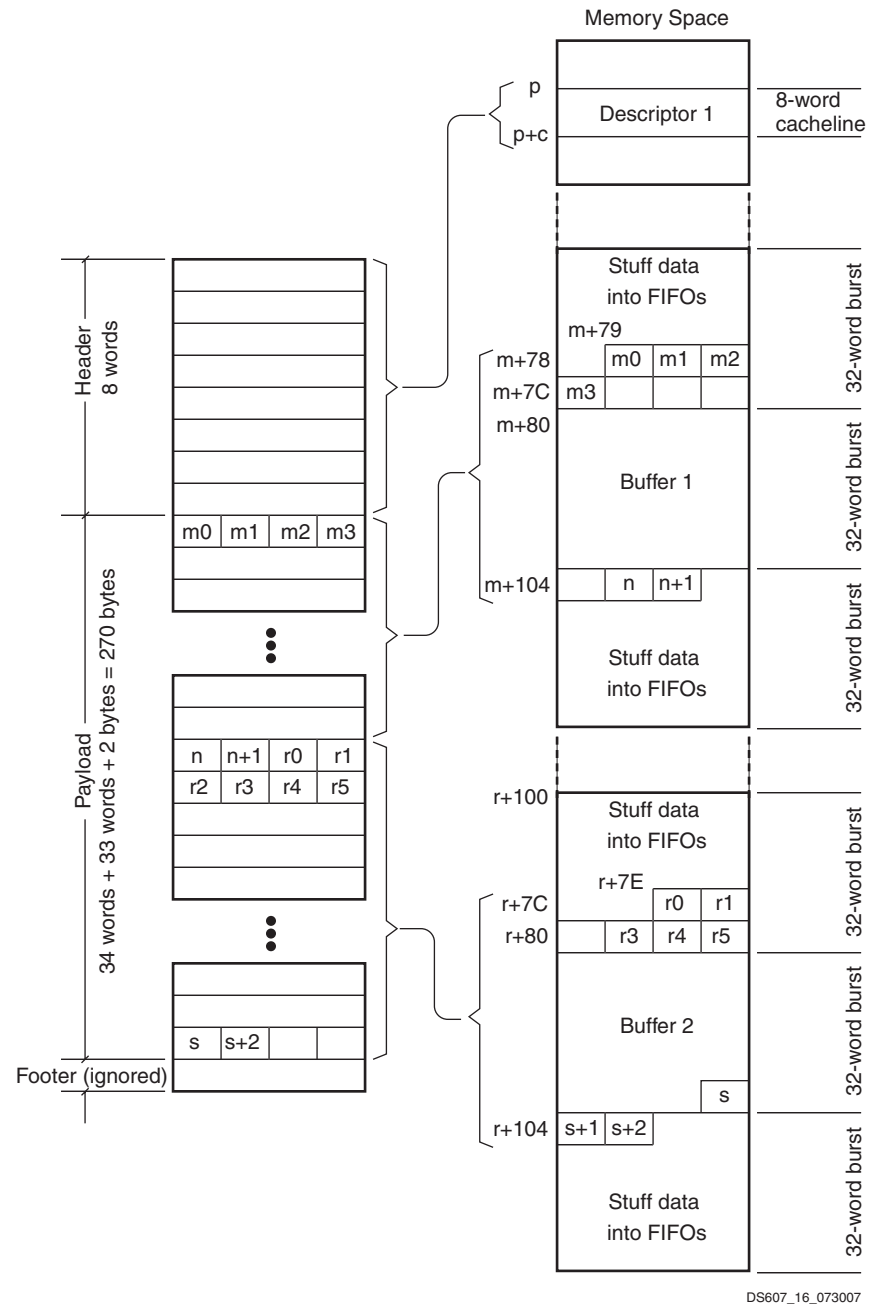 Memory Space
p
Descriptor 1
8-word
cacheline
p+c
Stuff data
into FIFOs
32-word burst
m+79
m+78
m0 m1 m2
m+7C
m3
m+80
Buffer 1
32-word burst
m+104
n n+1
Stuff data
into FIFOs
32-word burst
Header
8 words
m0 m1 m2 m3
Payload
34 words + 33 words + 2 bytes = 270 bytes
n n+1 r0 r1
r2 r3 r4 r5
s s+2
Footer (ignored)
r+100
Stuff data
into FIFOs
32-word burst
r+7E
r+7C
r0 r1
r+80
r3 r4 r5
Buffer 2
32-word burst
s
r+104
s+1 s+2
Stuff data
into FIFOs
32-word burst
DS607_16_073007